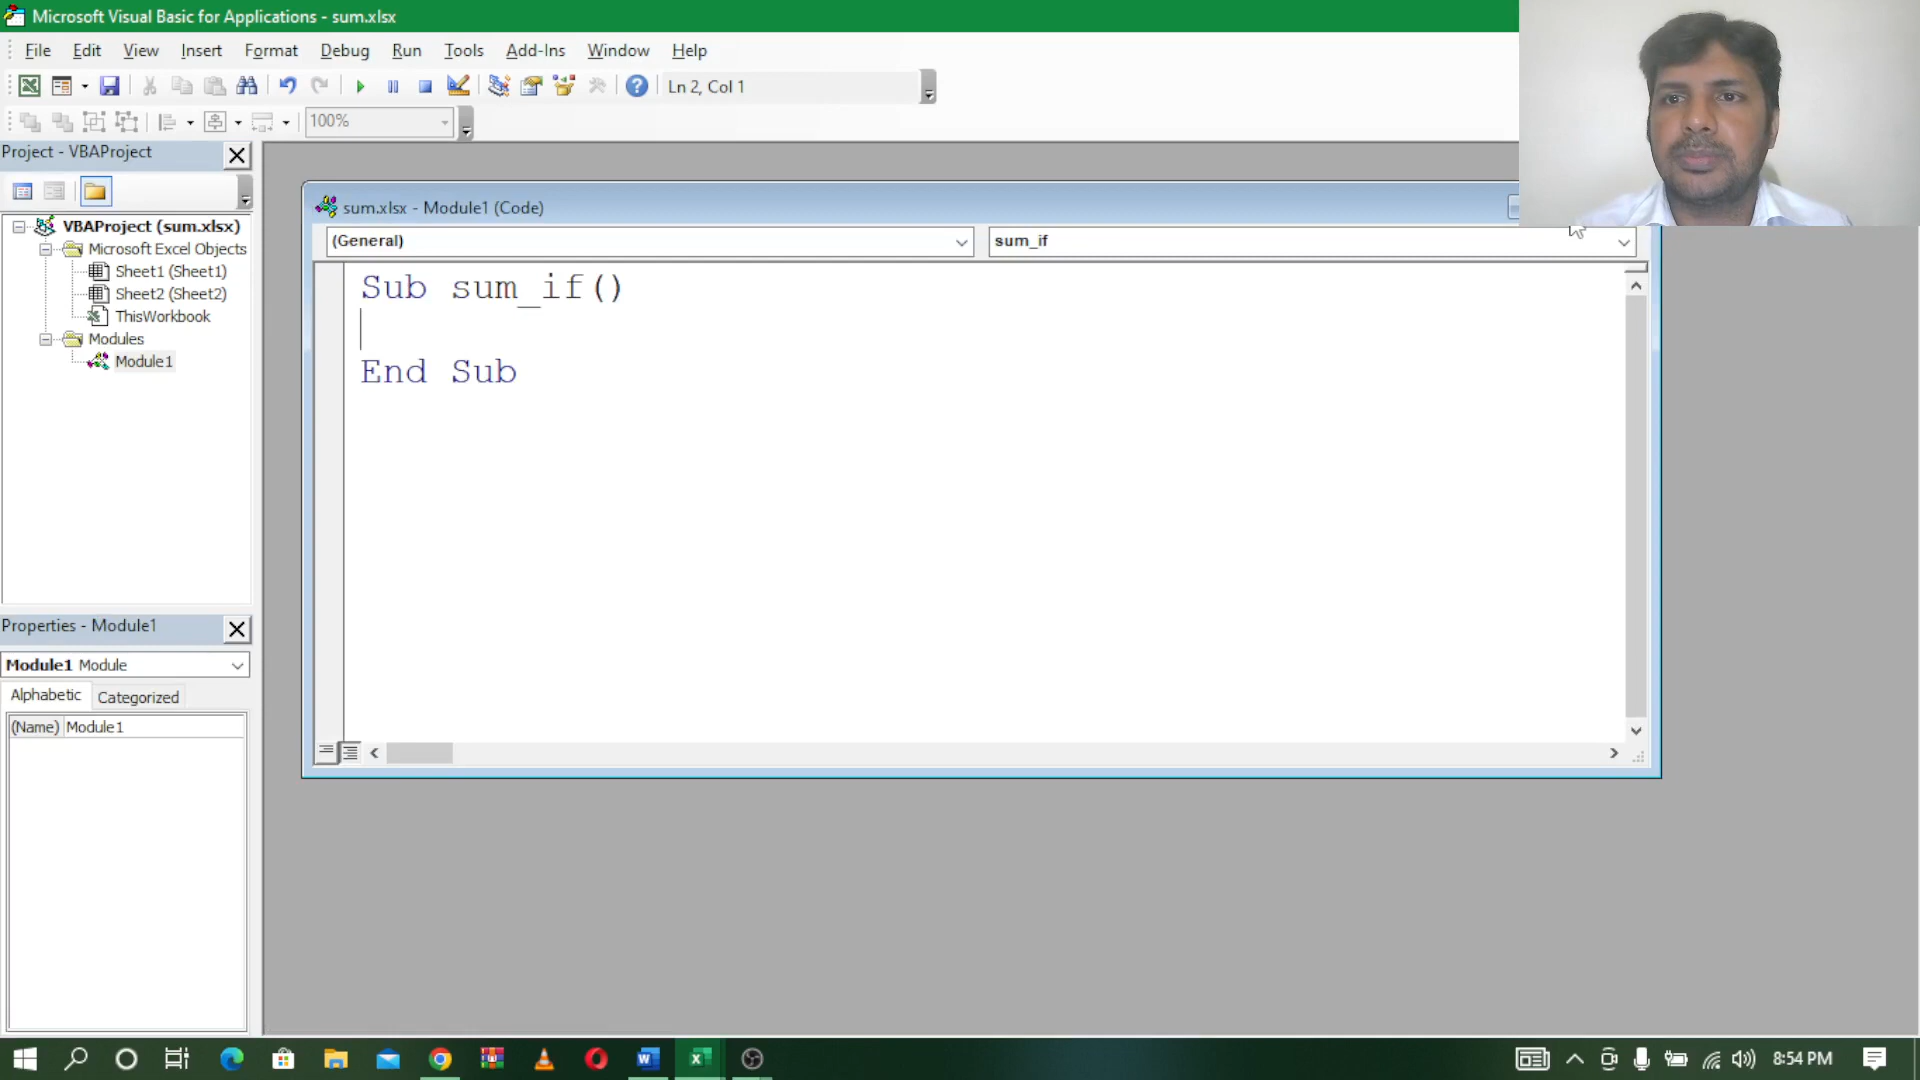 Microsoft Visual Basic for Applications - sum.xlsx
File Edit View Insert Format Debug Run Tools Add-Ins Window Help
Ln 2, Col 1
100%
Project - VBAProject
VBAProject (sum.xlsx)
Microsoft Excel Objects
Sheet1 (Sheet1)
Sheet2 (Sheet2)
ThisWorkbook
Modules
Module1
Properties - Module1
Module1 Module
Alphabetic Categorized
(Name) Module1
sum.xlsx - Module1 (Code)
(General) sum_if
Sub sum_if()
End Sub
8:54 PM